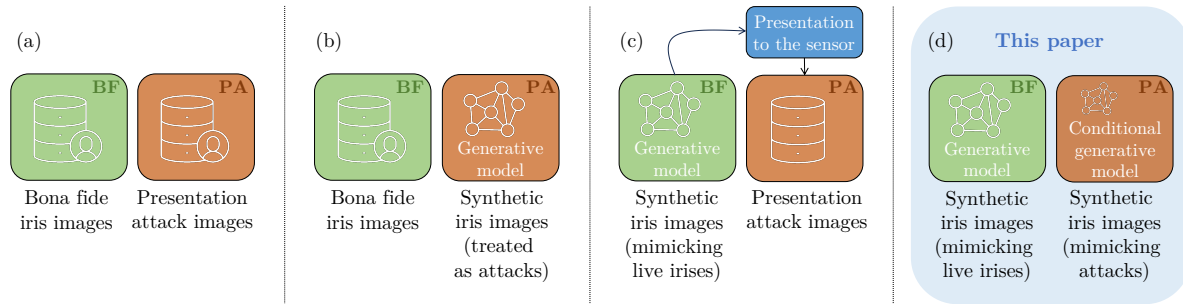 (a)
BF
PA
Bona fide
iris images
Presentation
attack images
(b)
BF
PA
Generative
model
Bona fide
iris images
Synthetic
iris images
(treated
as attacks)
(c)
Presentation
to the sensor
BF
Generative
model
PA
Synthetic
iris images
(mimicking
live irises)
Presentation
attack images
(d)
This paper
BF
Generative
model
PA
Conditional
generative
model
Synthetic
iris images
(mimicking
live irises)
Synthetic
iris images
(mimicking
attacks)